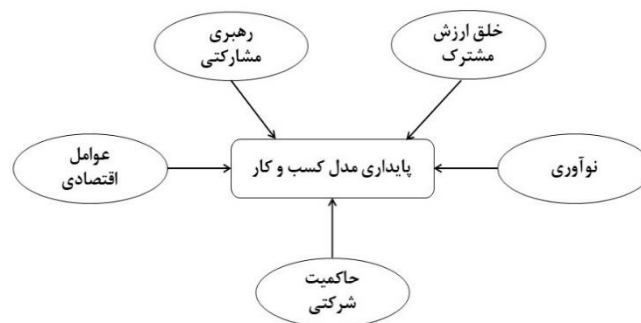 خلق ارزش
مشترک
رهبری
مشارکتی
نوآوری
پایداری مدل کسب و کار
عوامل
اقتصادی
حاکمیت
شرکتی